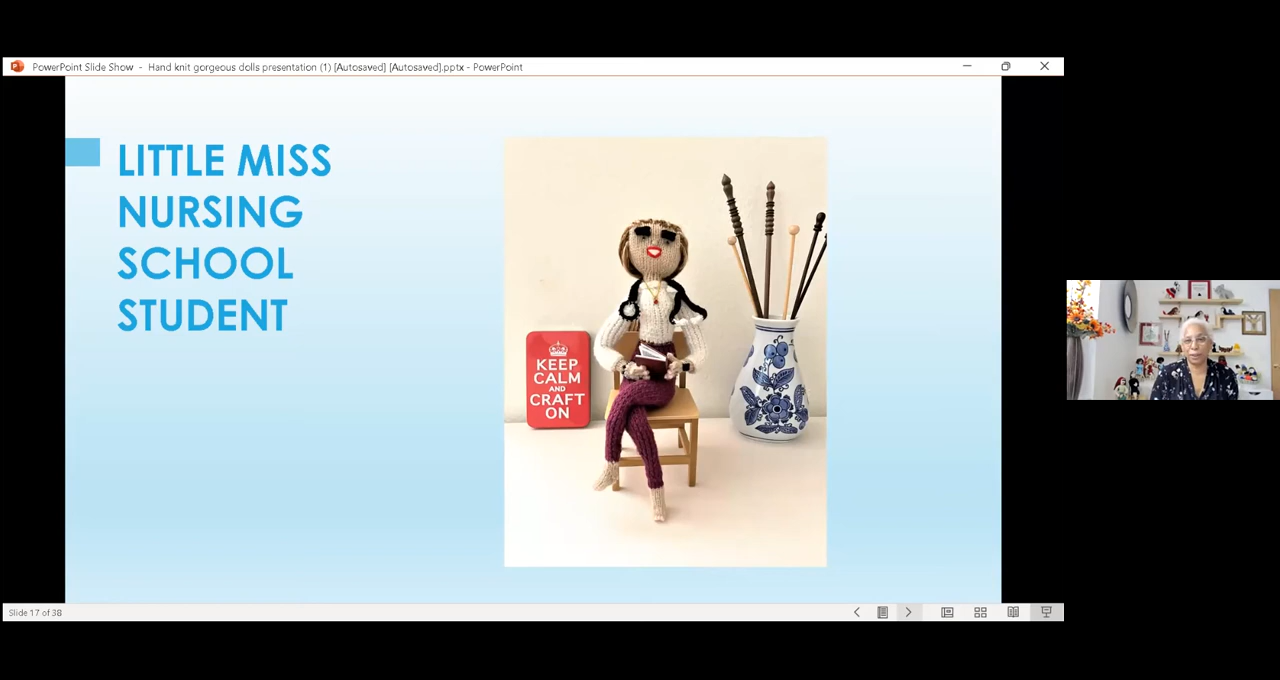 PowerPoint Slide Show - Hand knit gorgeous dolls presentation (1) [Autosaved] [Autosaved].pptx - PowerPoint
LITTLE MISS
NURSING
SCHOOL
STUDENT
KEEP
CALM
AND
CRAFT
ON
Slide 17 of 38